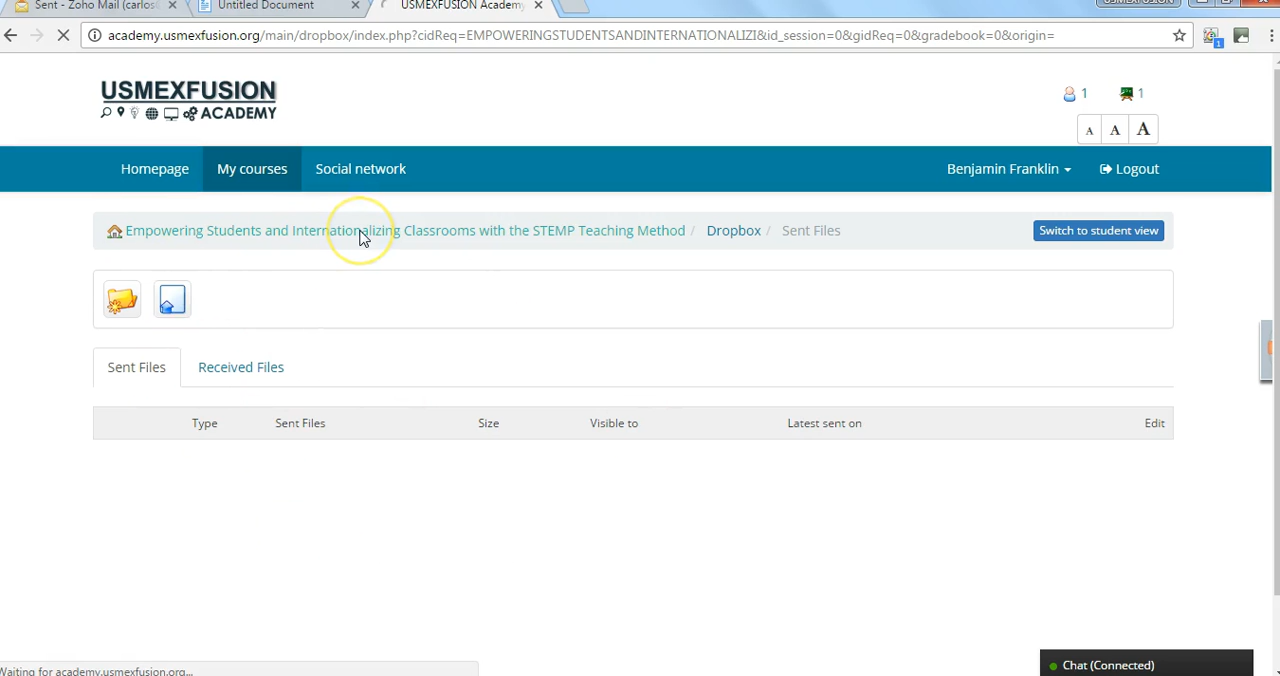 Sent - Zoho Mail (carlos
Untitled Document
USMEXFUSION Academy
USMEXFUSION
academy.usmexfusion.org/main/dropbox/index.php?cidReq=EMPOWERINGSTUDENTSANDINTERNATIONALIZI&id_session=0&gidReq=0&gradebook=0&origin=
1
USMEXFUSION
ACADEMY
1
1
A A A
Homepage
My courses
Social network
Benjamin Franklin
Logout
Empowering Students and Internationalizing Classrooms with the STEMP Teaching Method / Dropbox / Sent Files
Switch to student view
Sent Files
Received Files
Type
Sent Files
Size
Visible to
Latest sent on
Edit
Waiting for academy.usmexfusion.org...
Chat (Connected)